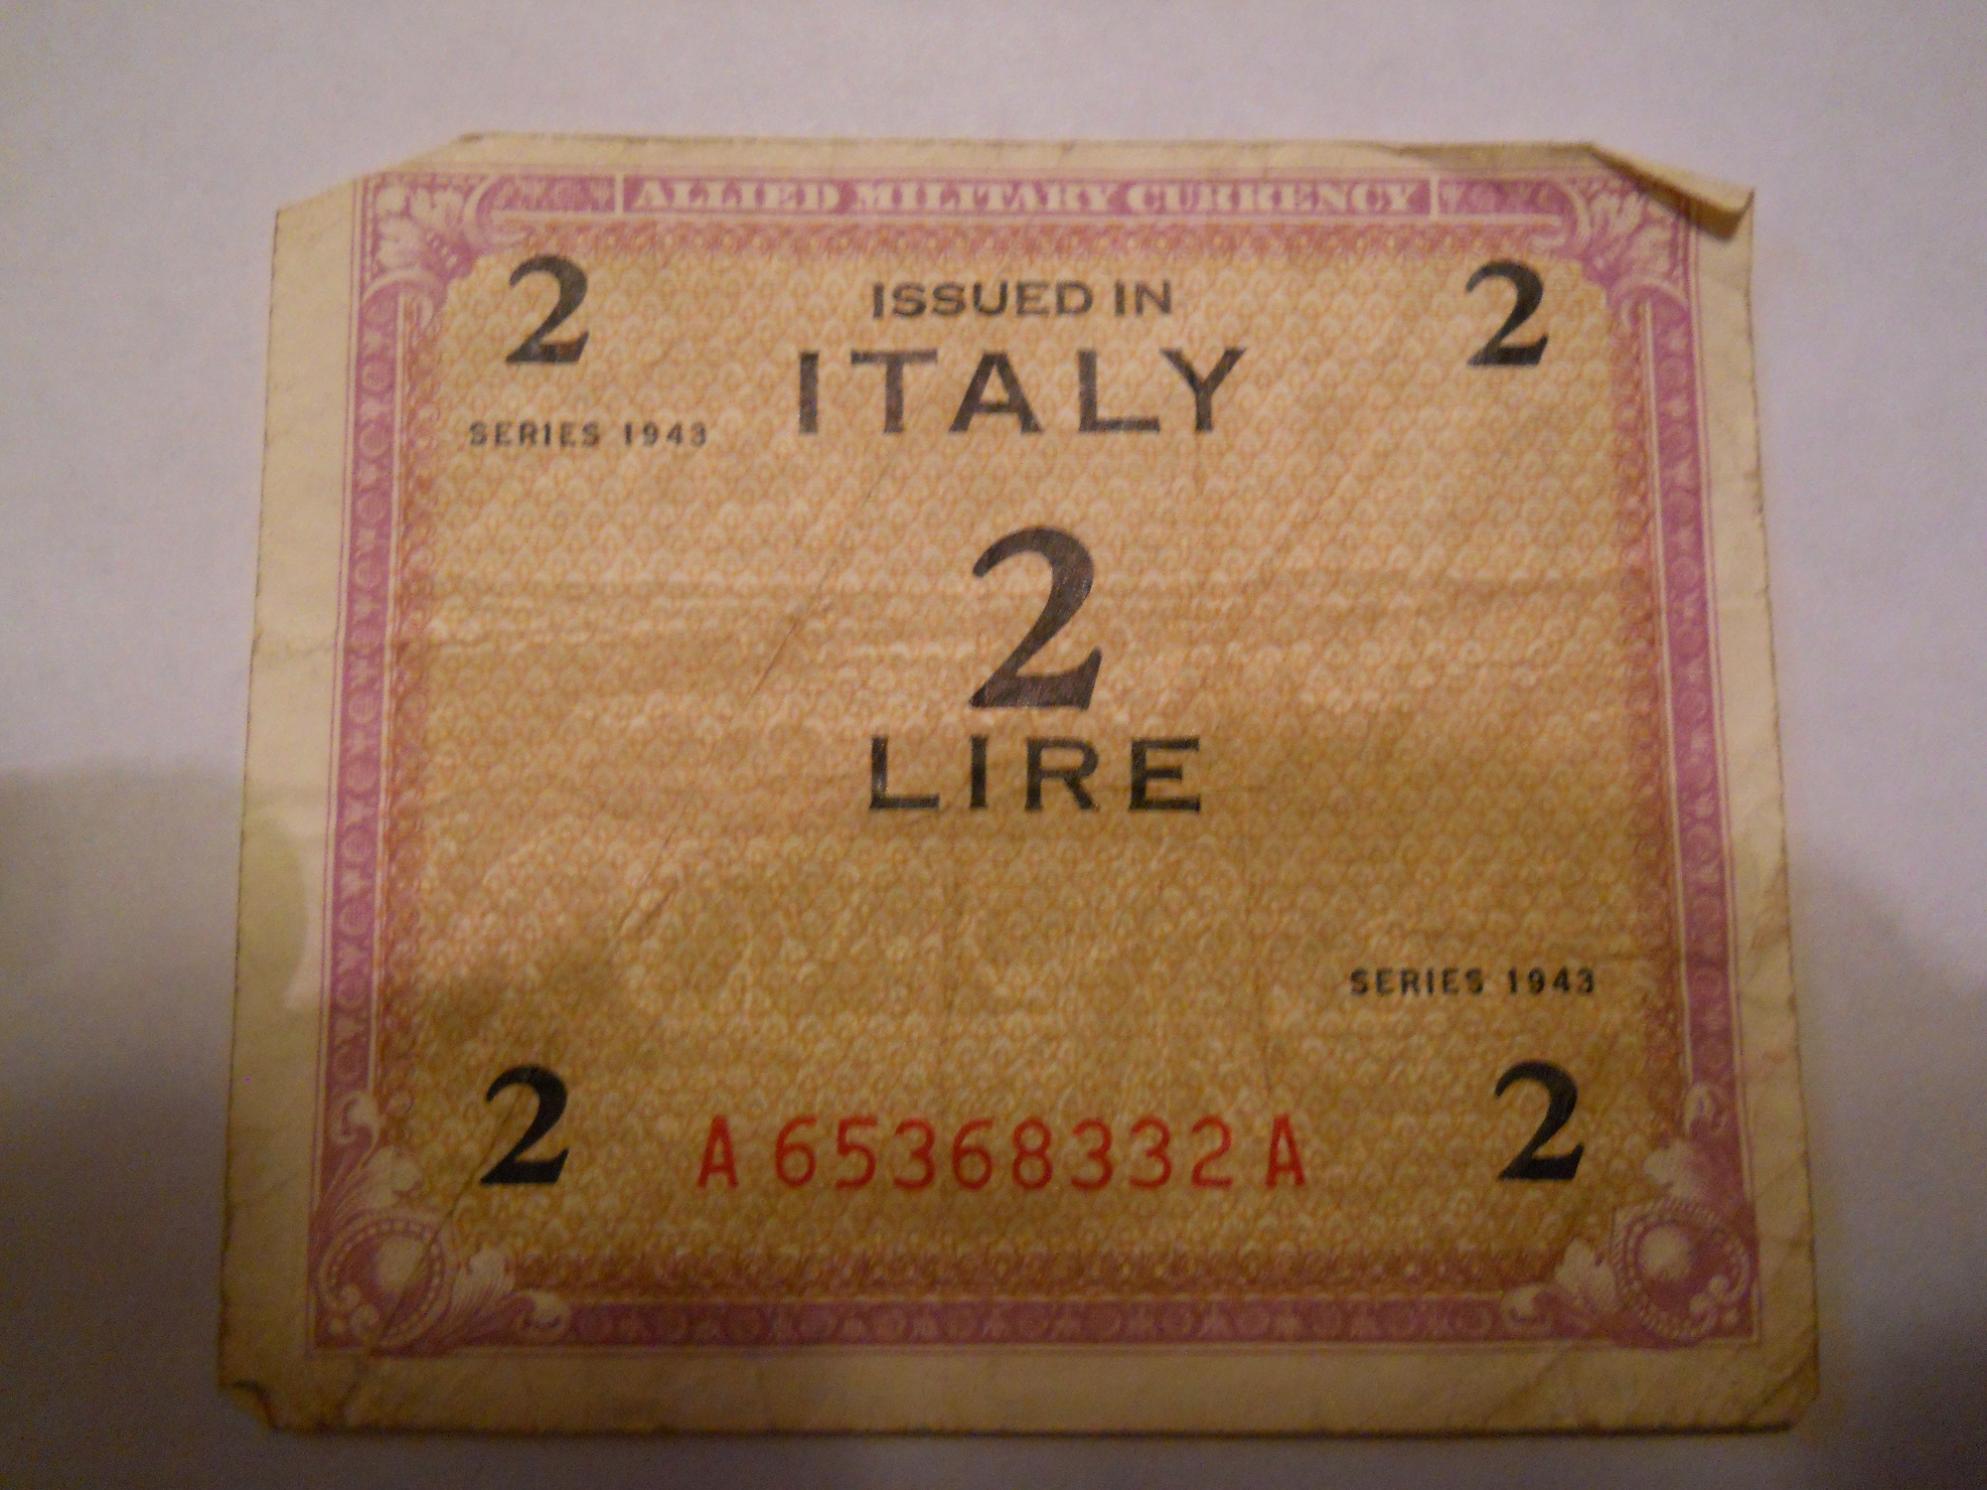 ALLIED MILITARY CURRENCY
2 ISSUED IN 2
ITALY
SERIES 1943
2
LIRE
SERIES 1943
2 A 65368332 A 2